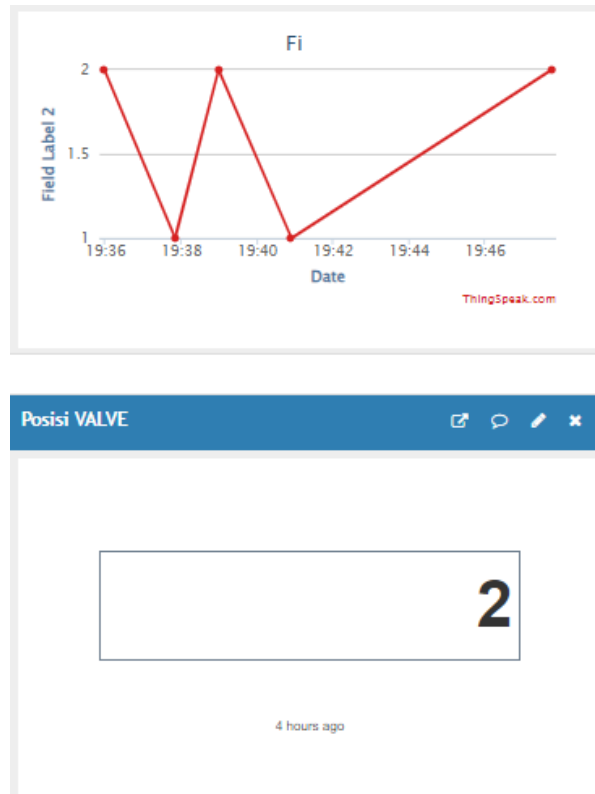 Fi
2
1.5
1
Field Label 2
19:36 19:38 19:40 19:42 19:44 19:46
Date
ThingSpeak.com
Posisi VALVE
2
4 hours ago